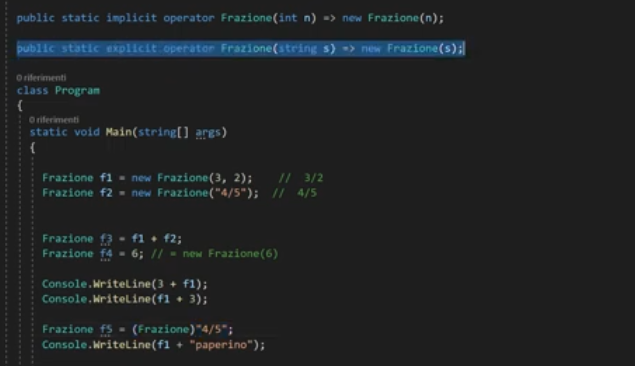 public static implicit operator Frazione(int n) => new Frazione(n);
public static explicit operator Frazione(string s) => new Frazione(s);
0 riferimenti
class Program
{
0 riferimenti
static void Main(string[] args)
{
Frazione f1 = new Frazione(3, 2);    //  3/2
Frazione f2 = new Frazione("4/5");  //  4/5
Frazione f3 = f1 + f2;
Frazione f4 = 6; // = new Frazione(6)
Console.WriteLine(3 + f1);
Console.WriteLine(f1 + 3);
Frazione f5 = (Frazione)"4/5";
Console.WriteLine(f1 + "paperino");